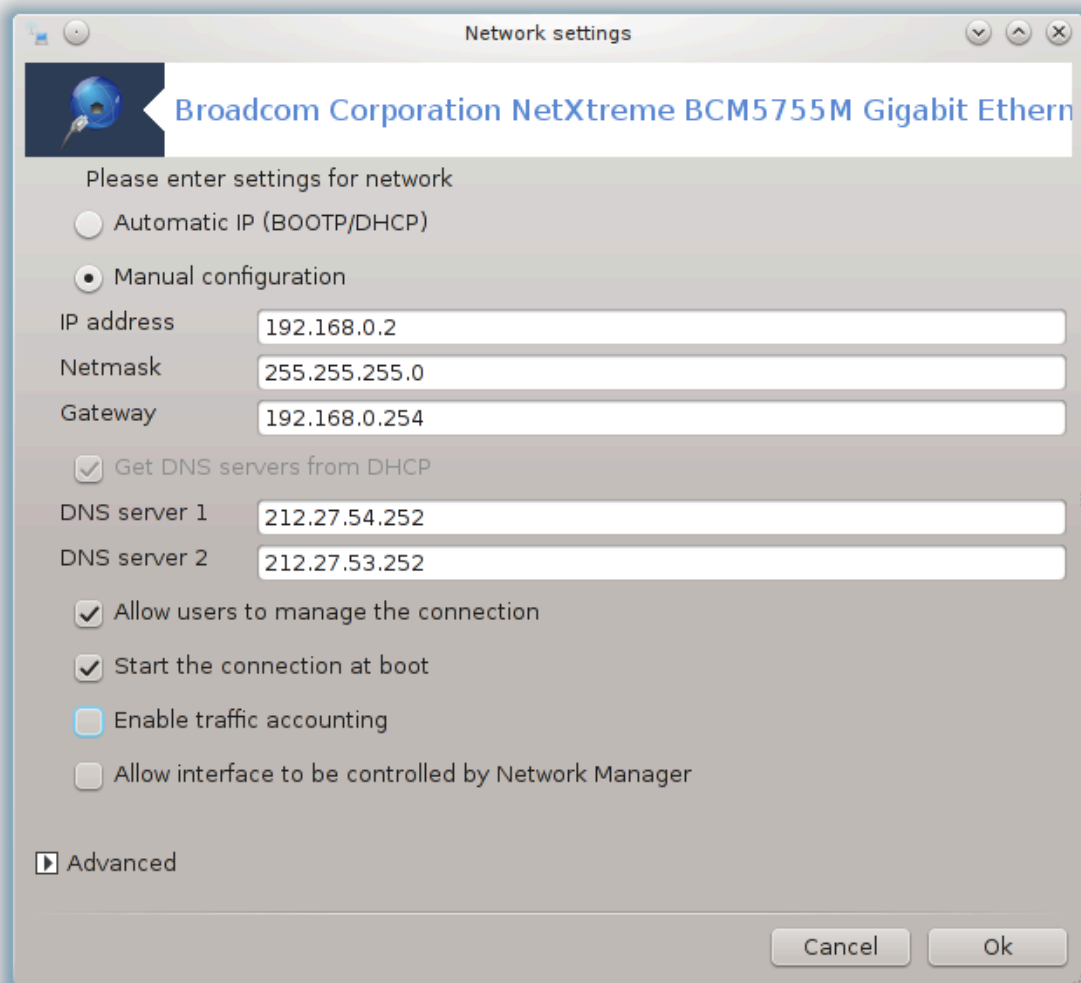 Network settings
Broadcom Corporation NetXtreme BCM5755M Gigabit Ethern
Please enter settings for network
Automatic IP (BOOTP/DHCP)
Manual configuration
IP address 192.168.0.2
Netmask 255.255.255.0
Gateway 192.168.0.254
Get DNS servers from DHCP
DNS server 1 212.27.54.252
DNS server 2 212.27.53.252
Allow users to manage the connection
Start the connection at boot
Enable traffic accounting
Allow interface to be controlled by Network Manager
Advanced
Cancel Ok